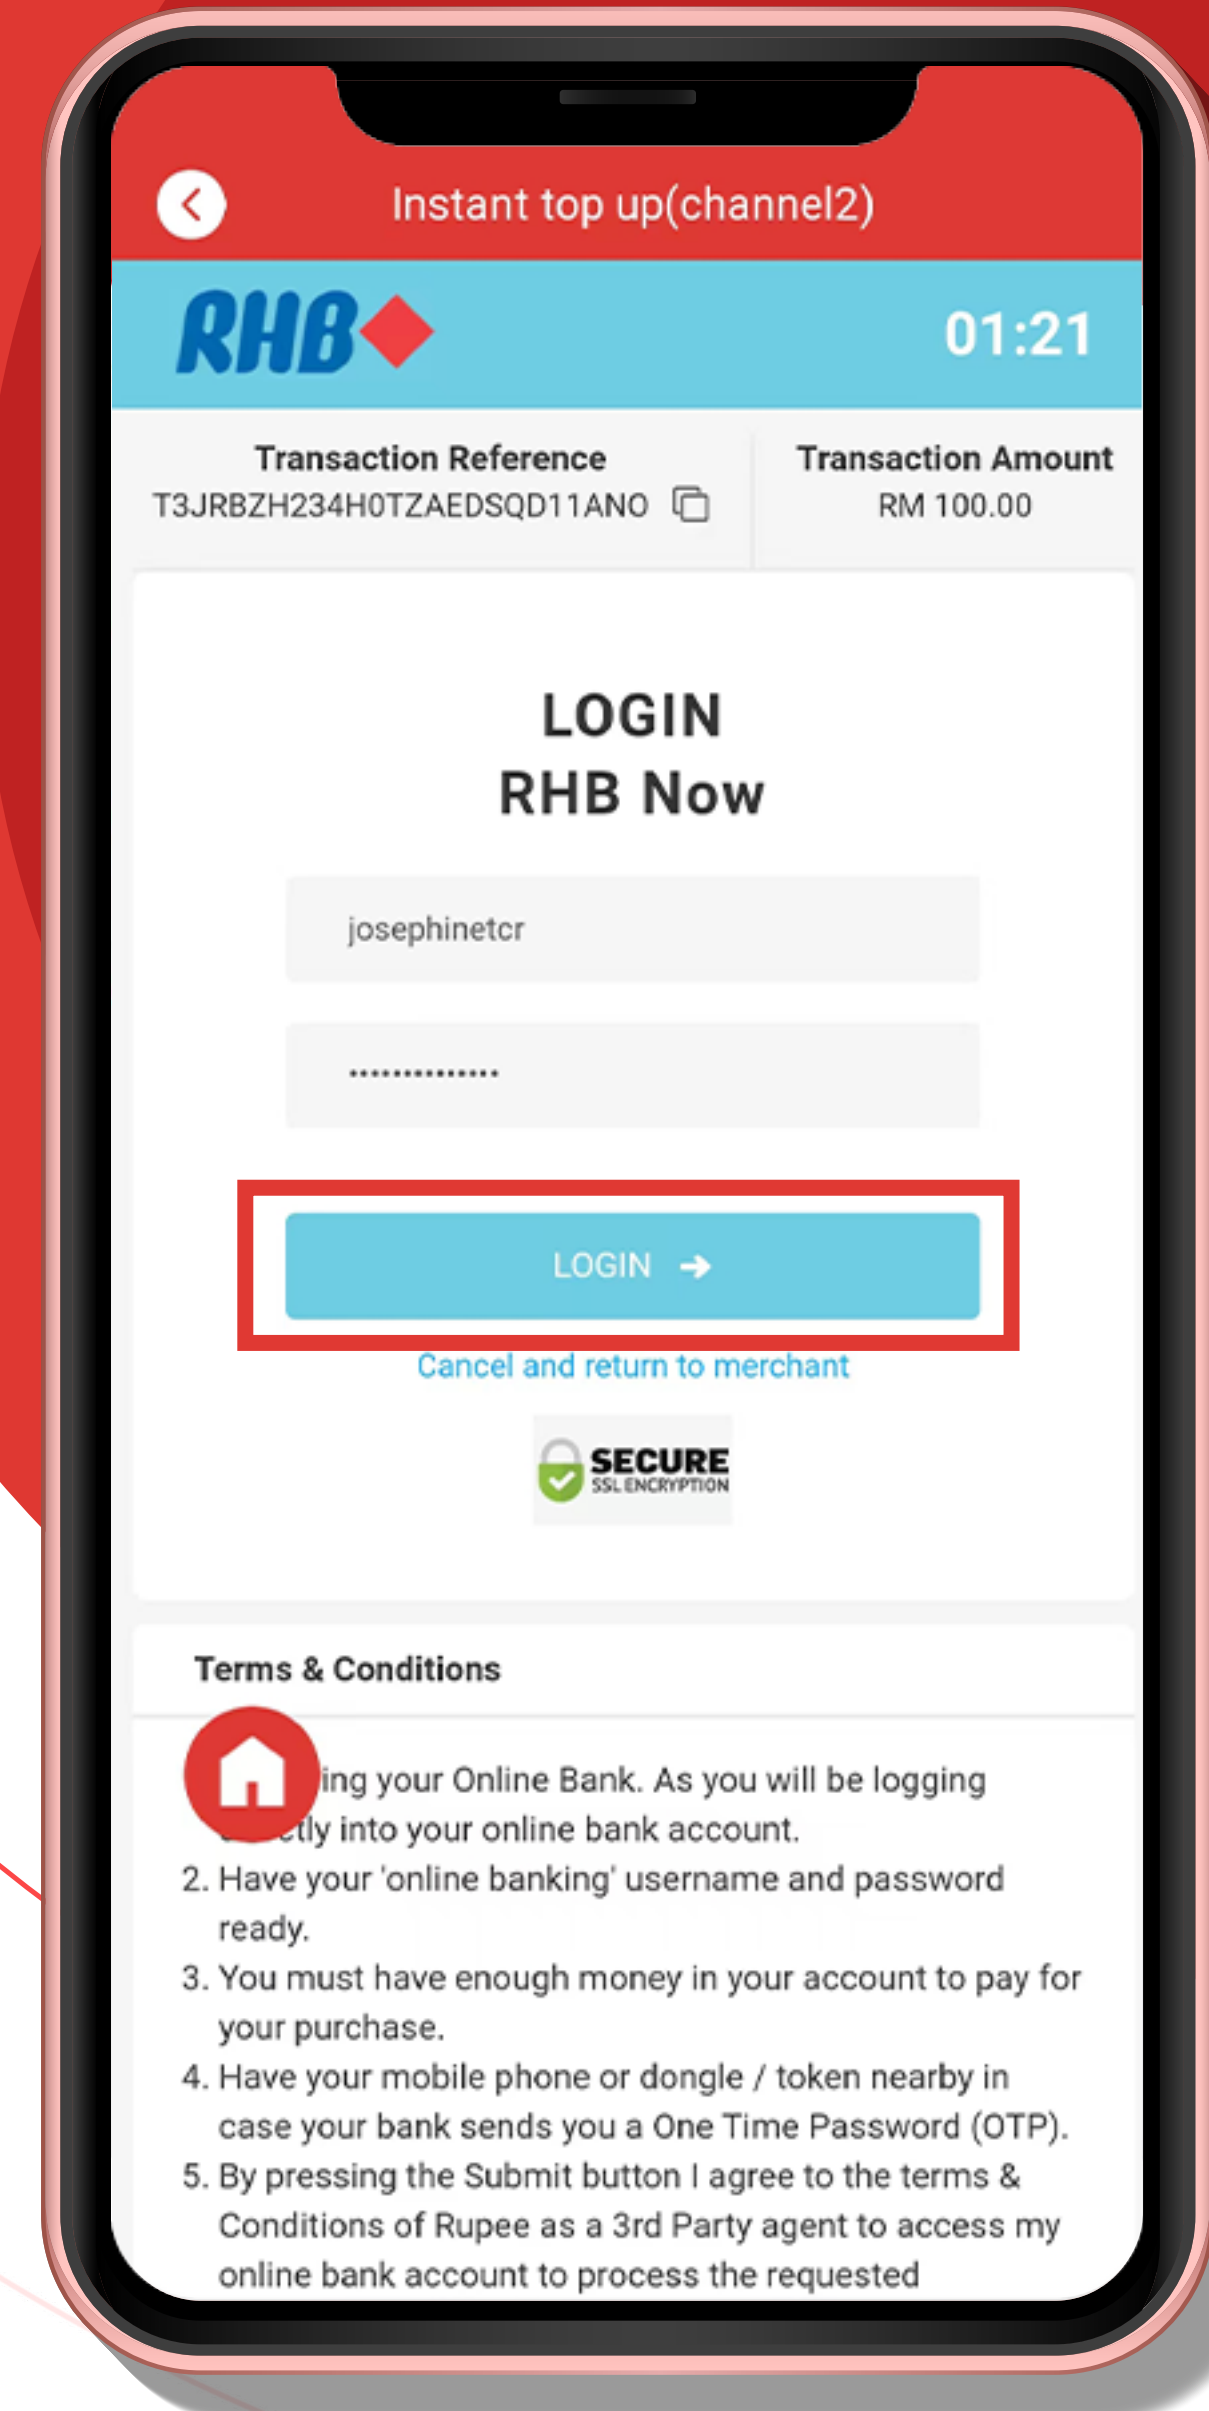 Instant top up(channel2)
RHB
01:21
Transaction Reference
T3JRBZH234H0TZAEDSQD11ANO
Transaction Amount
RM 100.00
LOGIN
RHB Now
josephinetcr
••••••••••••••
LOGIN
Cancel and return to merchant
SECURE
SSL ENCRYPTION
Terms & Conditions
your Online Bank. As you will be logging
into your online bank account.
2. Have your 'online banking' username and password
ready.
3. You must have enough money in your account to pay for
your purchase.
4. Have your mobile phone or dongle / token nearby in
case your bank sends you a One Time Password (OTP).
5. By pressing the Submit button I agree to the terms &
Conditions of Rupee as a 3rd Party agent to access my
online bank account to process the requested